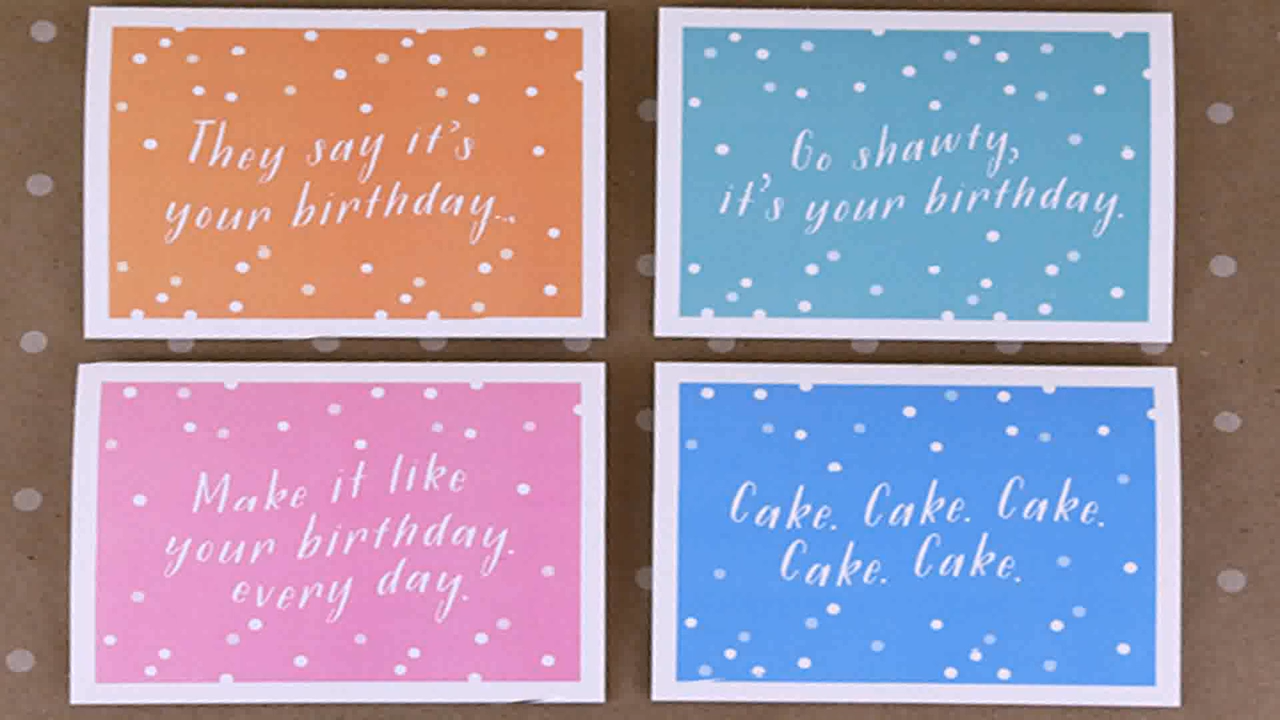 They say it's
your birthday...
Go shawty,
it's your birthday.
Make it like
your birthday.
every day.
Cake. Cake. Cake.
Cake. Cake.